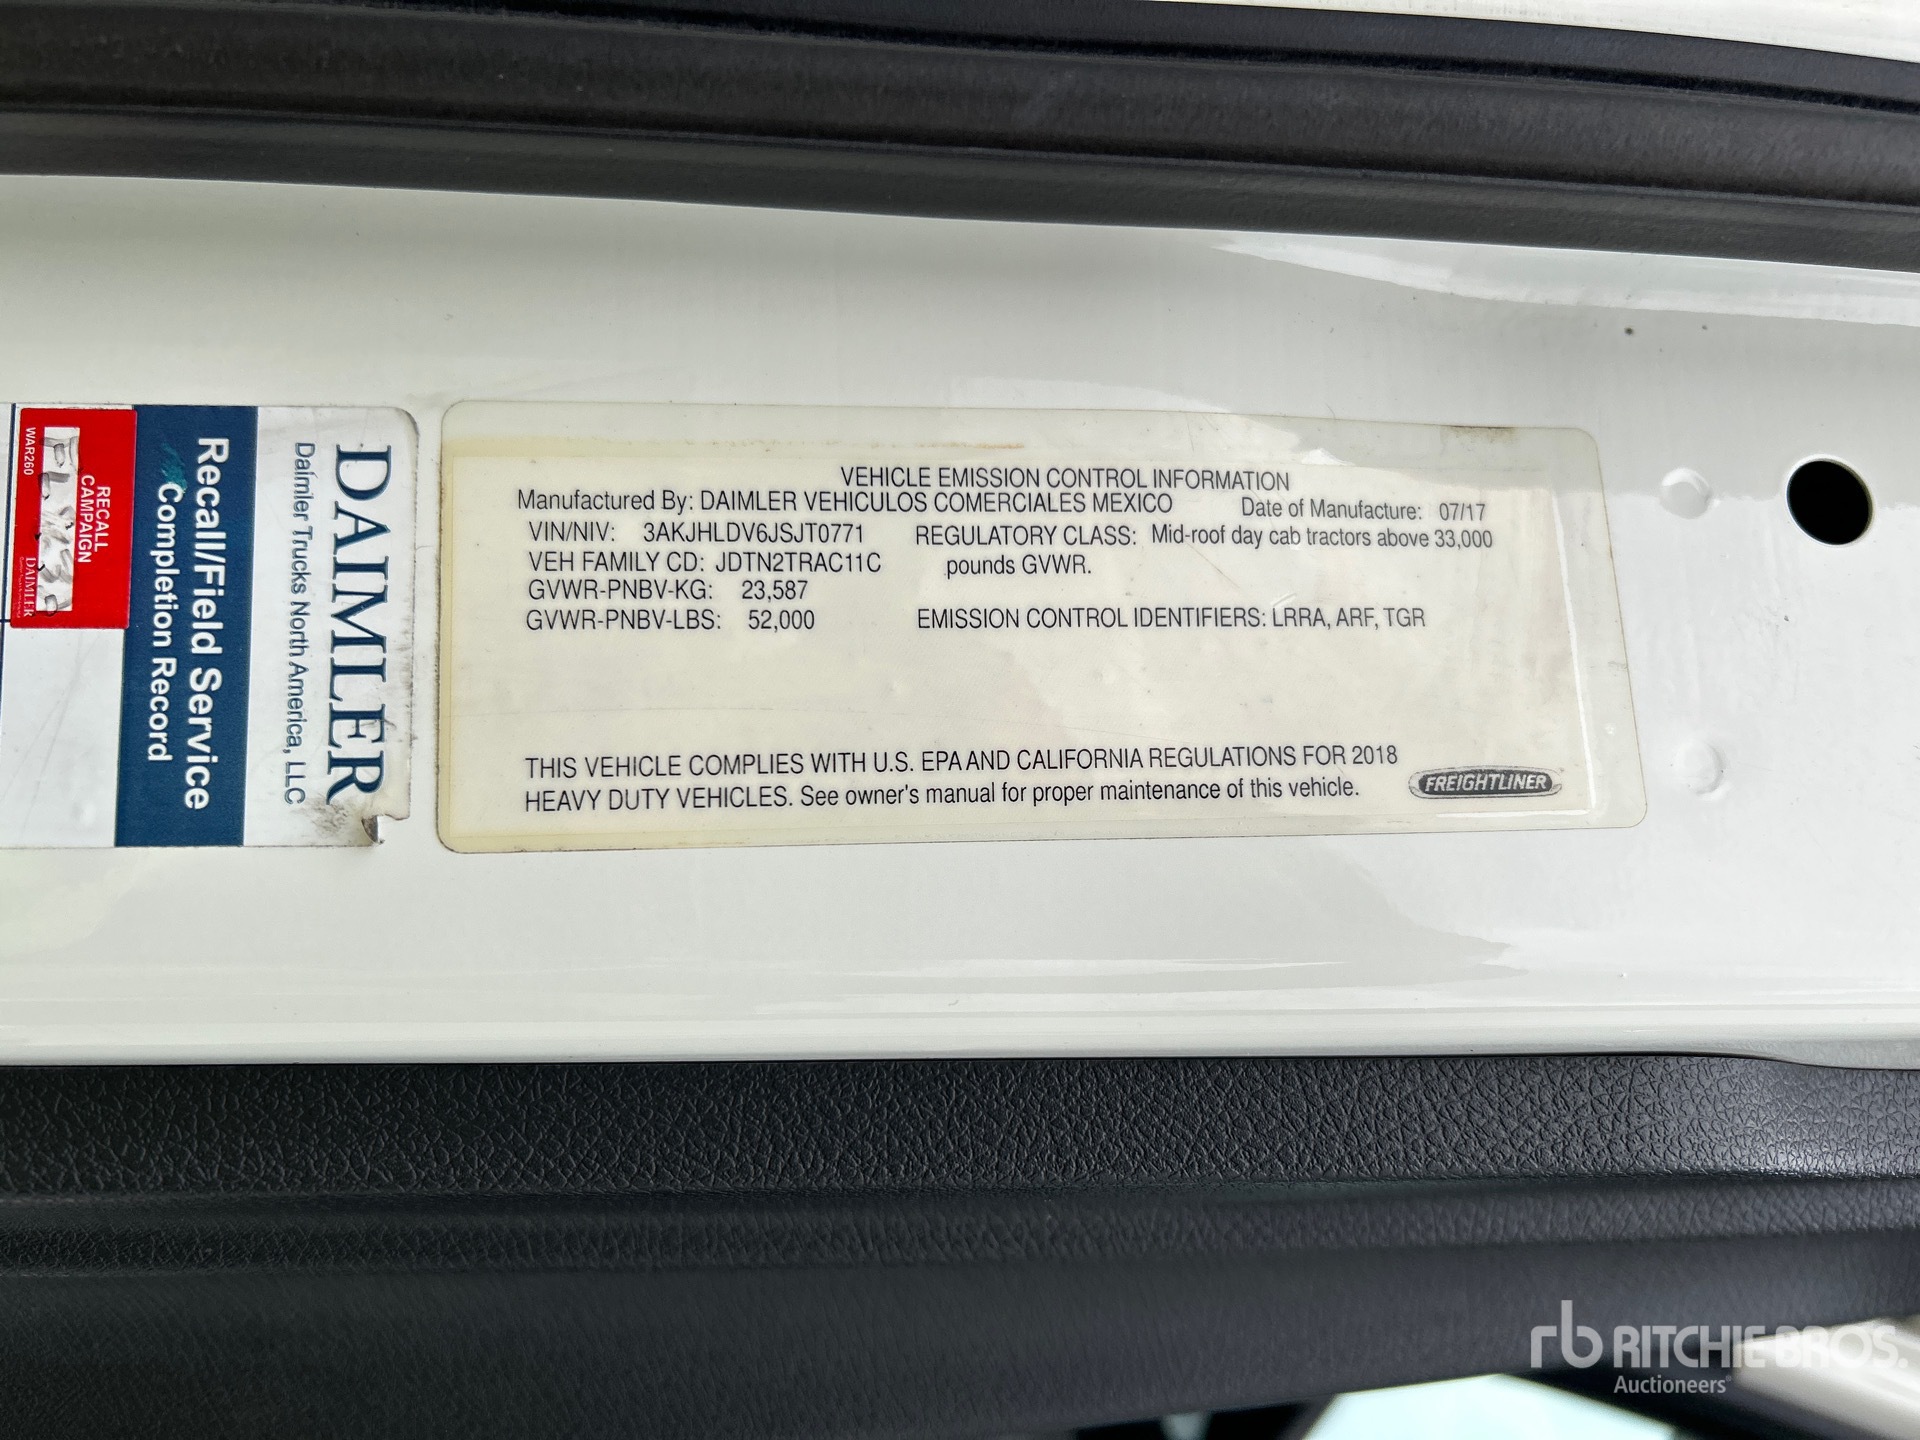 VEHICLE EMISSION CONTROL INFORMATION
Manufactured By: DAIMLER VEHICULOS COMERCIALES MEXICO Date of Manufacture: 07/17
VIN/NIV: 3AKJHLDV6JSJT0771 REGULATORY CLASS: Mid-roof day cab tractors above 33,000
VEH FAMILY CD: JDTN2TRAC11C pounds GVWR.
GVWR-PNBV-KG: 23,587
GVWR-PNBV-LBS: 52,000 EMISSION CONTROL IDENTIFIERS: LRRA, ARF, TGR
THIS VEHICLE COMPLIES WITH U.S. EPA AND CALIFORNIA REGULATIONS FOR 2018
HEAVY DUTY VEHICLES. See owner's manual for proper maintenance of this vehicle.
FREIGHTLINER
DAIMLER
Daimler Trucks North America, LLC
Recall/Field Service
Completion Record
RECALL
CAMPAIGN
WAR260
DAIMLER
rb RITCHIE BROS.
Auctioneers